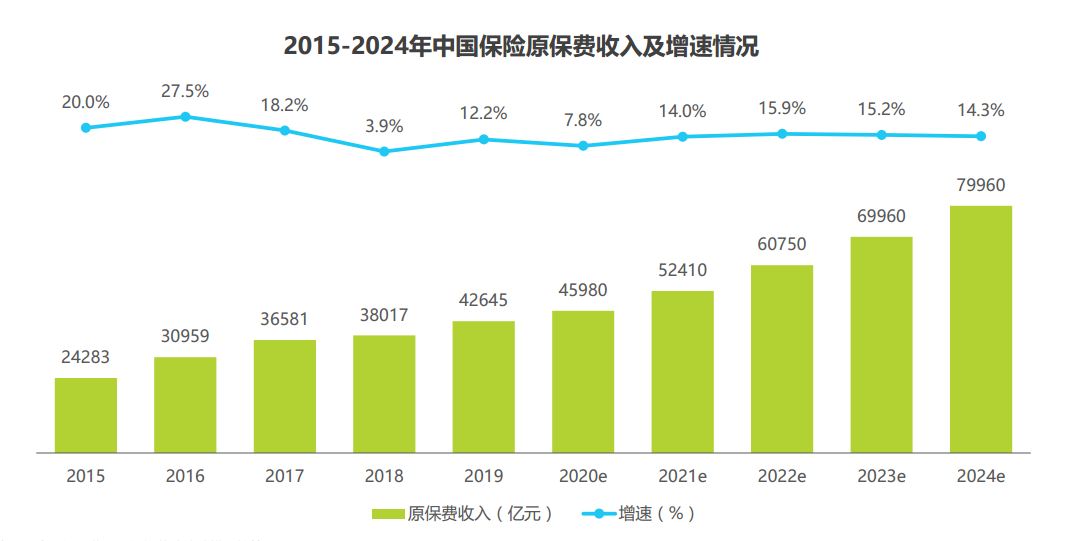 2015-2024年中国保险原保费收入及增速情况
20.0% 27.5% 18.2% 3.9% 12.2% 7.8% 14.0% 15.9% 15.2% 14.3%
24283 30959 36581 38017 42645 45980 52410 60750 69960 79960
2015 2016 2017 2018 2019 2020e 2021e 2022e 2023e 2024e
原保费收入（亿元） 增速（%）